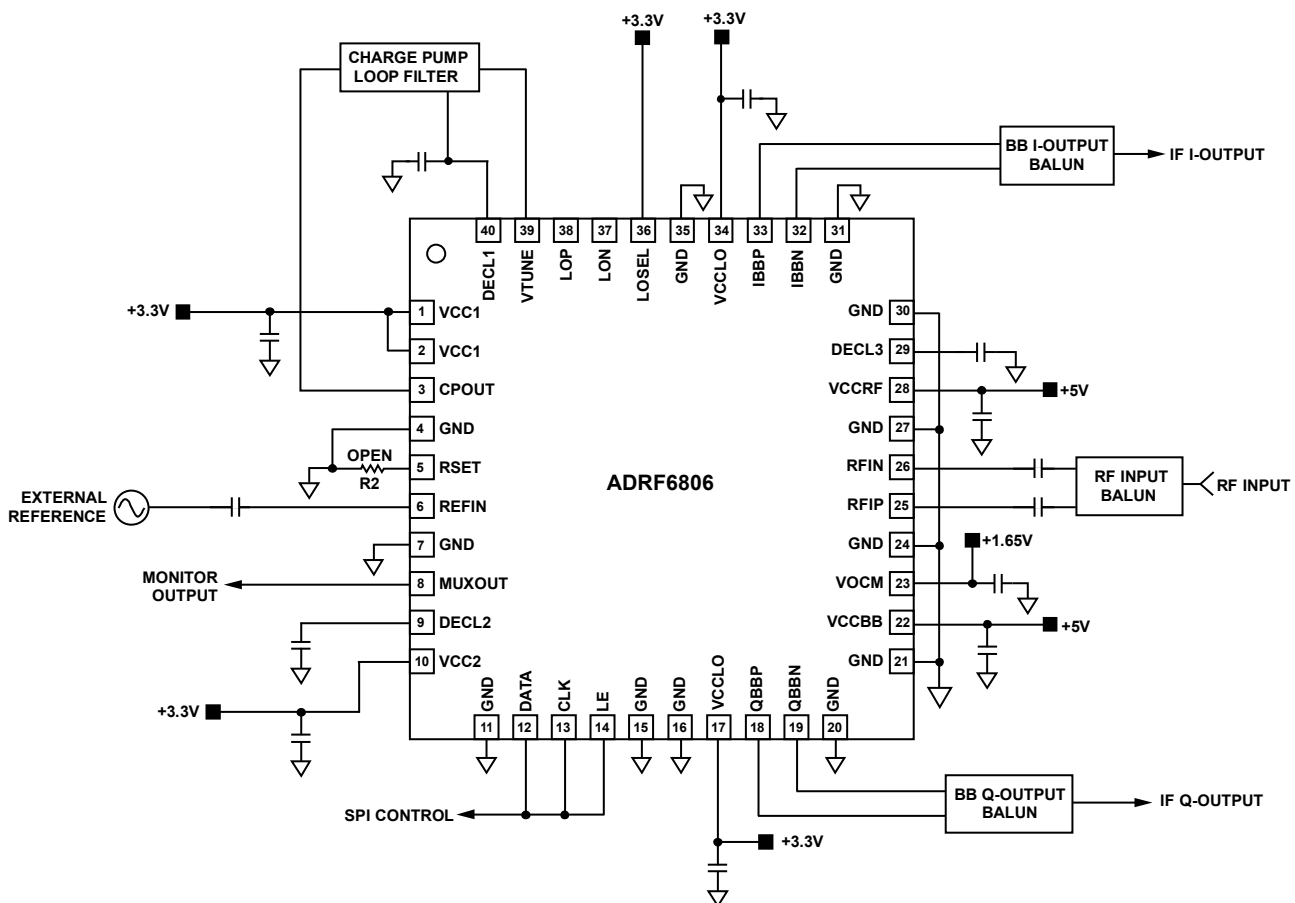 +3.3V
+3.3V
CHARGE PUMP
LOOP FILTER
BB I-OUTPUT
BALUN
IF I-OUTPUT
40
39
38
37
36
35
34
33
32
31
DECL1
VTUNE
LOP
LON
LOSEL
GND
VCCLO
IBBP
IBBN
GND
+3.3V
1
VCC1
2
VCC1
3
CPOUT
4
GND
OPEN
R2
5
RSET
EXTERNAL
REFERENCE
6
REFIN
7
GND
MONITOR
OUTPUT
8
MUXOUT
9
DECL2
10
VCC2
+3.3V
ADRF6806
GND
30
DECL3
29
VCCRF
28
+5V
GND
27
RFIN
26
RFIP
25
RF INPUT
BALUN
RF INPUT
GND
24
+1.65V
VOCM
23
VCCBB
22
+5V
GND
21
GND
DATA
CLK
LE
GND
GND
VCCLO
QBBP
QBBN
GND
11
12
13
14
15
16
17
18
19
20
SPI CONTROL
+3.3V
BB Q-OUTPUT
BALUN
IF Q-OUTPUT